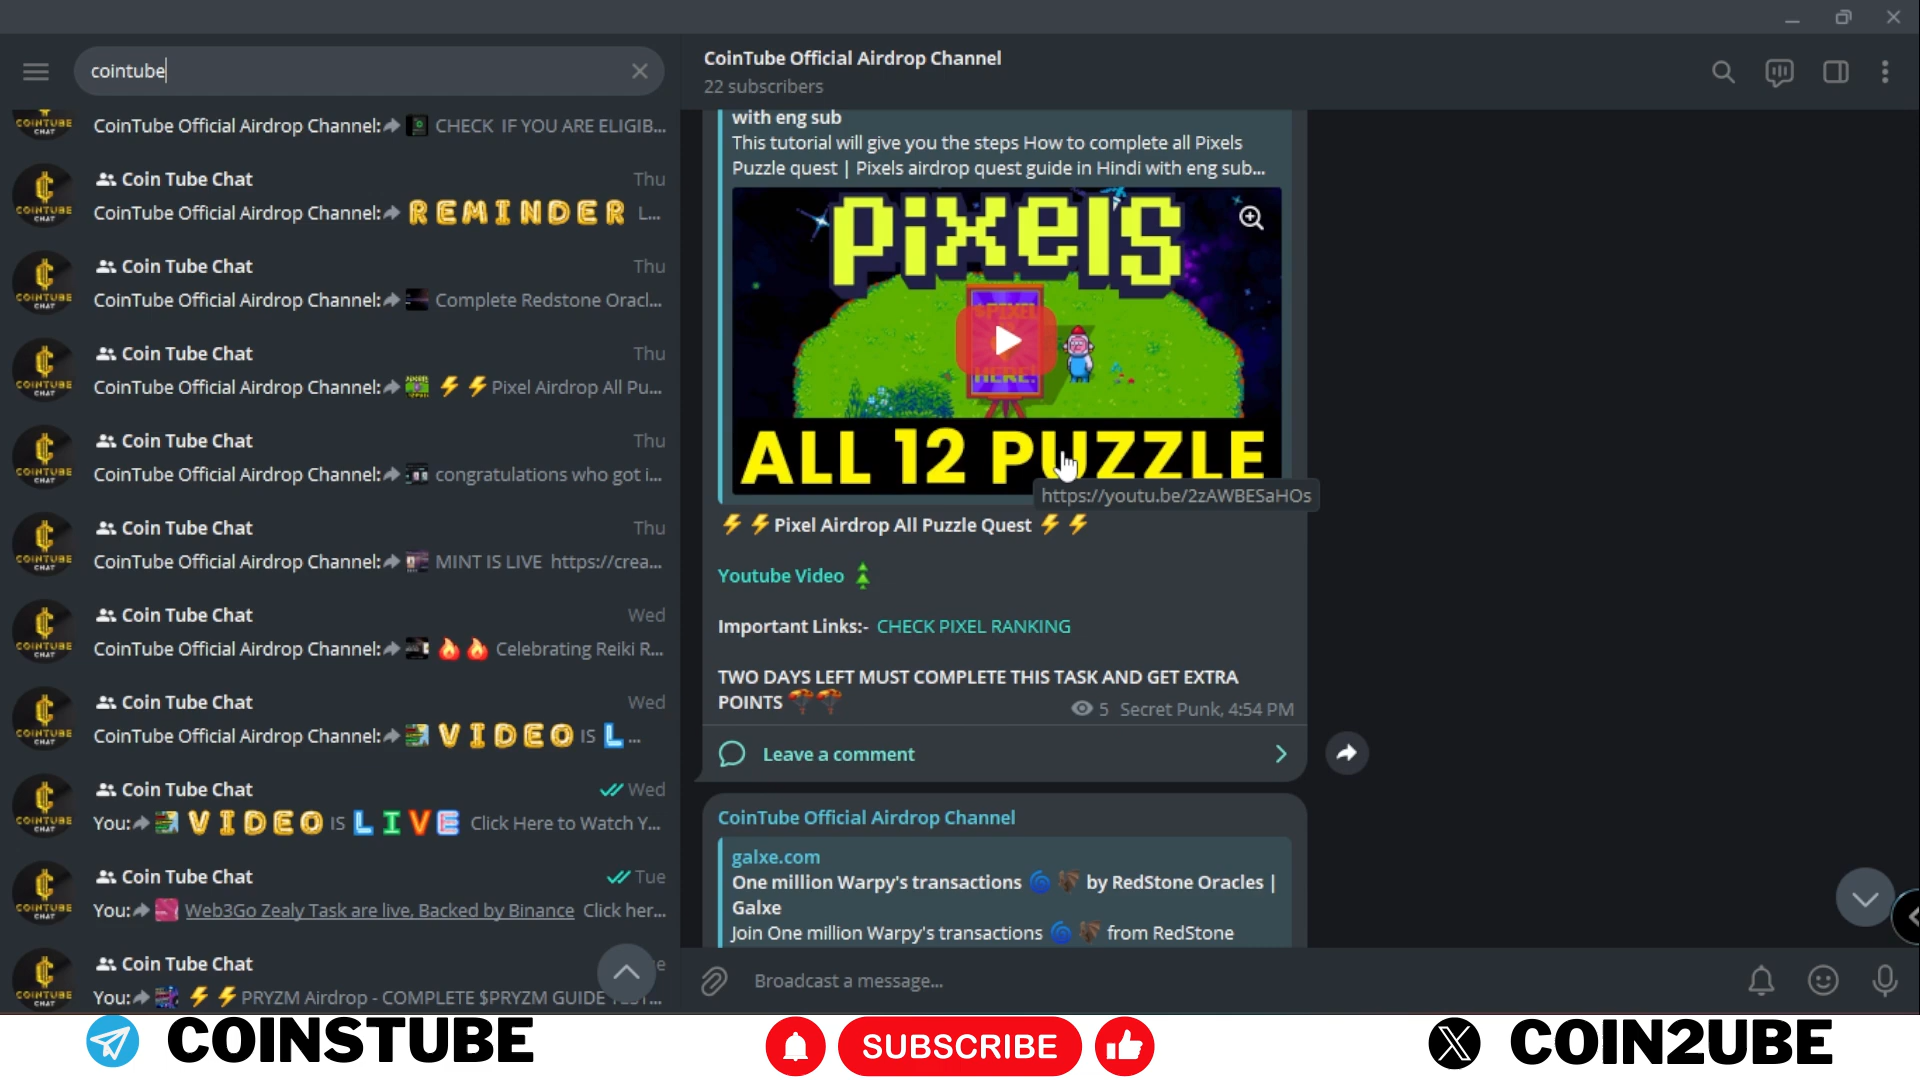 cointube
CoinTube Official Airdrop Channel: CHECK IF YOU ARE ELIGIB...
Coin Tube Chat Thu
CoinTube Official Airdrop Channel: REMINDER L...
Coin Tube Chat Thu
CoinTube Official Airdrop Channel: Complete Redstone Oracl...
Coin Tube Chat Thu
CoinTube Official Airdrop Channel: ⚡⚡Pixel Airdrop All Pu...
Coin Tube Chat Thu
CoinTube Official Airdrop Channel: congratulations who got i...
Coin Tube Chat Thu
CoinTube Official Airdrop Channel: MINT IS LIVE https://crea...
Coin Tube Chat Wed
CoinTube Official Airdrop Channel: 🔥🔥 Celebrating Reiki R...
Coin Tube Chat Wed
CoinTube Official Airdrop Channel: VIDEO IS L...
Coin Tube Chat Wed
You: VIDEO IS LIVE Click Here to Watch Y...
Coin Tube Chat Tue
You: Web3Go Zealy Task are live, Backed by Binance Click her...
Coin Tube Chat
You: ⚡⚡PRYZM Airdrop - COMPLETE $PRYZM GUIDE
COINTUBE
CHAT
CoinTube Official Airdrop Channel
22 subscribers
with eng sub
This tutorial will give you the steps How to complete all Pixels
Puzzle quest | Pixels airdrop quest guide in Hindi with eng sub...
PiXELS
$PIXEL
HERE!
ALL 12 PUZZLE
https://youtu.be/2zAWBESaHOs
⚡⚡Pixel Airdrop All Puzzle Quest ⚡⚡
Youtube Video
Important Links:- CHECK PIXEL RANKING
TWO DAYS LEFT MUST COMPLETE THIS TASK AND GET EXTRA
POINTS 🪂🪂
5 Secret Punk, 4:54 PM
Leave a comment
CoinTube Official Airdrop Channel
galxe.com
One million Warpy's transactions 🌀 by RedStone Oracles |
Galxe
Join One million Warpy's transactions 🌀 from RedStone
Broadcast a message...
COINSTUBE
SUBSCRIBE
COIN2UBE